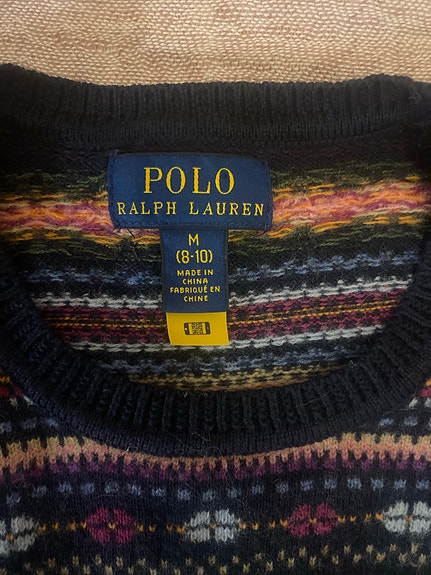 POLO
RALPH LAUREN
M
(8-10)
MADE IN
CHINA
FABRIQUÉ EN
CHINE